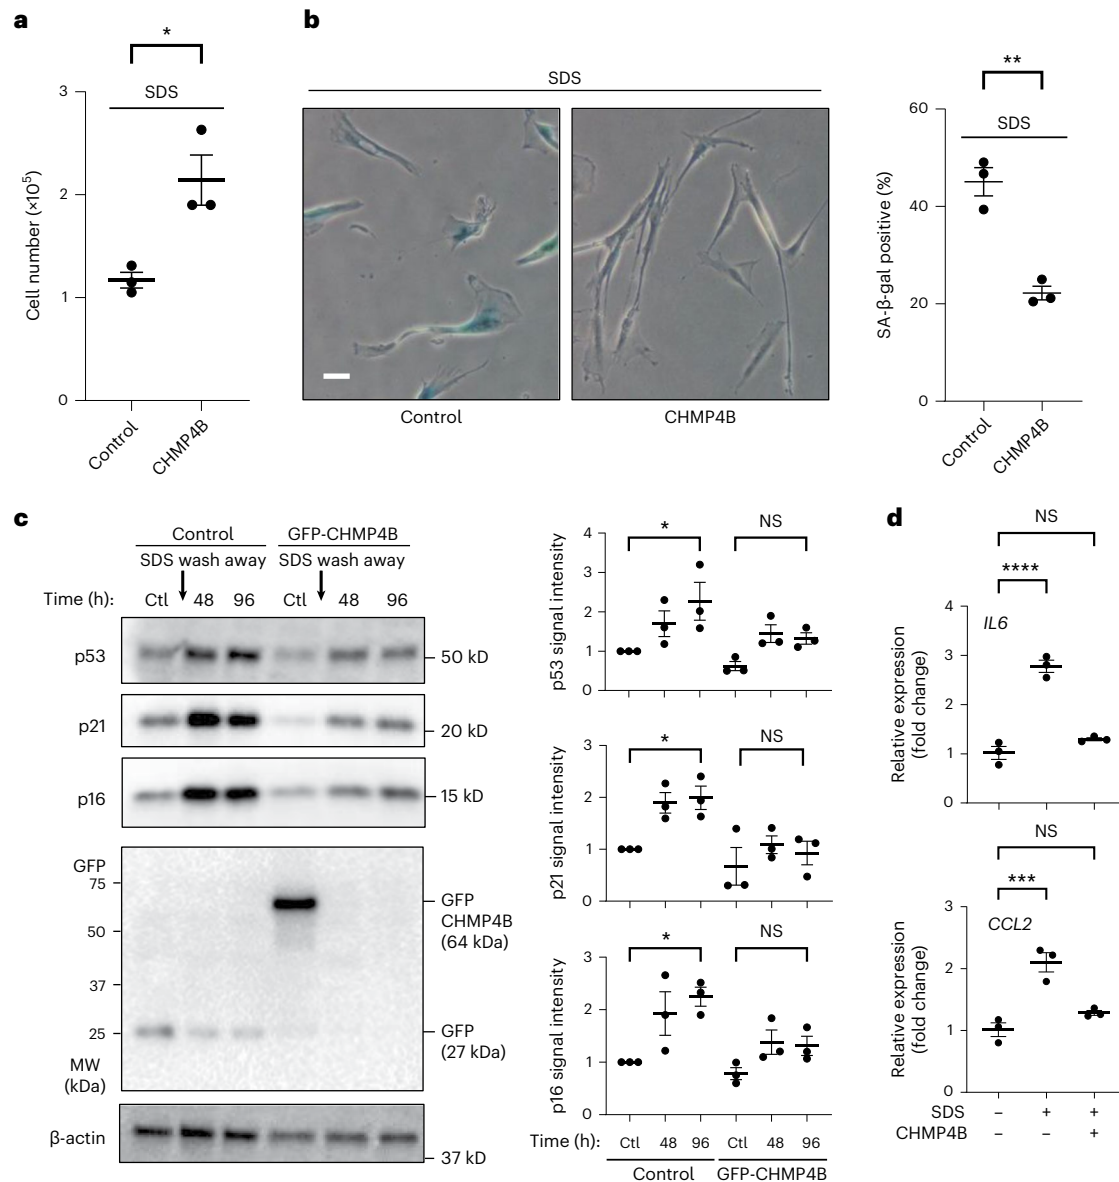 a
*
SDS
3
2
1
0
Cell number (×10⁵)
Control
CHMP4B
b
SDS
Control
CHMP4B
**
SDS
60
40
20
0
SA-β-gal positive (%)
Control
CHMP4B
c
Control GFP-CHMP4B
SDS wash away SDS wash away
Time (h): Ctl 48 96 Ctl 48 96
p53 50 kD
p21 20 kD
p16 15 kD
GFP
75
50
37
25
MW
(kDa)
GFP
CHMP4B
(64 kDa)
GFP
(27 kDa)
β-actin
37 kD
p53 signal intensity
4
3
2
1
0
*
NS
p21 signal intensity
3
2
1
0
*
NS
p16 signal intensity
3
2
1
0
*
NS
Time (h): Ctl 48 96 Ctl 48 96
Control GFP-CHMP4B
d
NS
****
IL6
4
3
2
1
0
Relative expression
(fold change)
NS
***
CCL2
3
2
1
0
Relative expression
(fold change)
SDS − + +
CHMP4B − − +